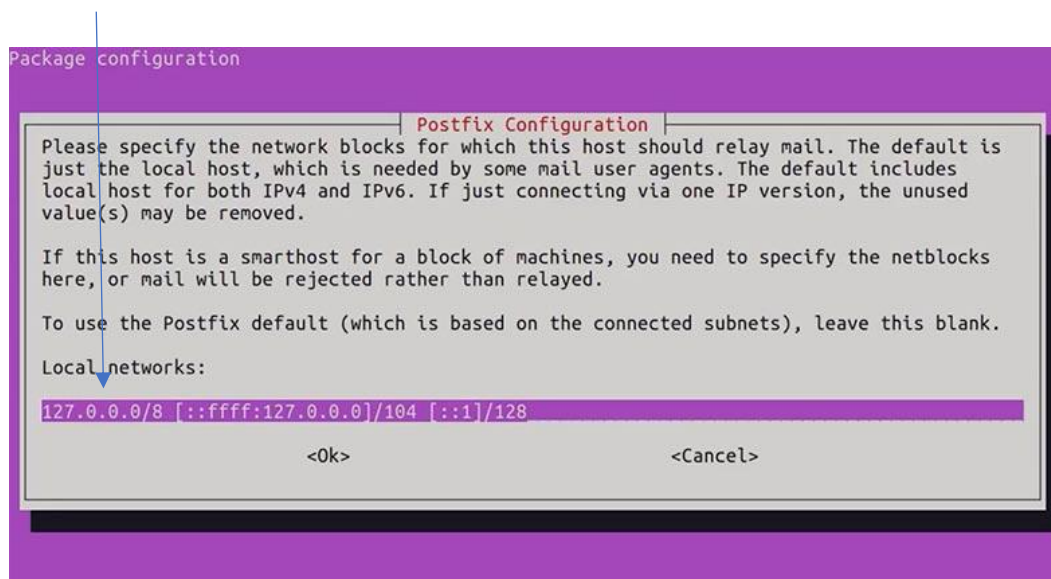 Package configuration
Postfix Configuration
Please specify the network blocks for which this host should relay mail. The default is
just the local host, which is needed by some mail user agents. The default includes
local host for both IPv4 and IPv6. If just connecting via one IP version, the unused
value(s) may be removed.
If this host is a smarthost for a block of machines, you need to specify the netblocks
here, or mail will be rejected rather than relayed.
To use the Postfix default (which is based on the connected subnets), leave this blank.
Local networks:
127.0.0.0/8 [::ffff:127.0.0.0]/104 [::1]/128
<Ok> <Cancel>